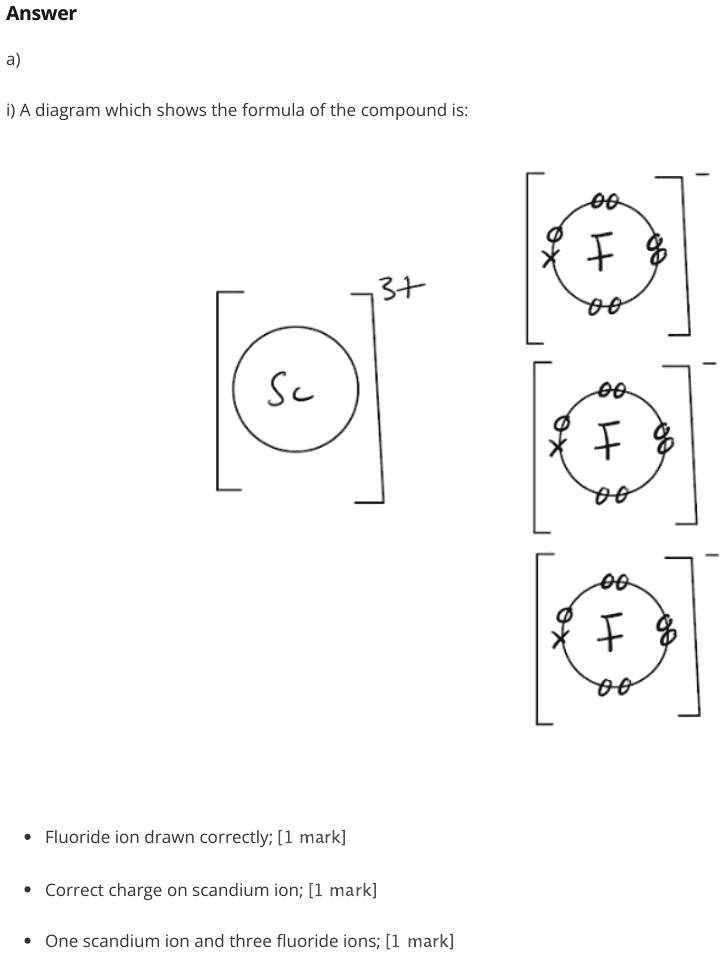 Answer
a)
i) A diagram which shows the formula of the compound is:
−
F
3+
Sc
−
F
−
F
• Fluoride ion drawn correctly; [1 mark]
• Correct charge on scandium ion; [1 mark]
• One scandium ion and three fluoride ions; [1 mark]